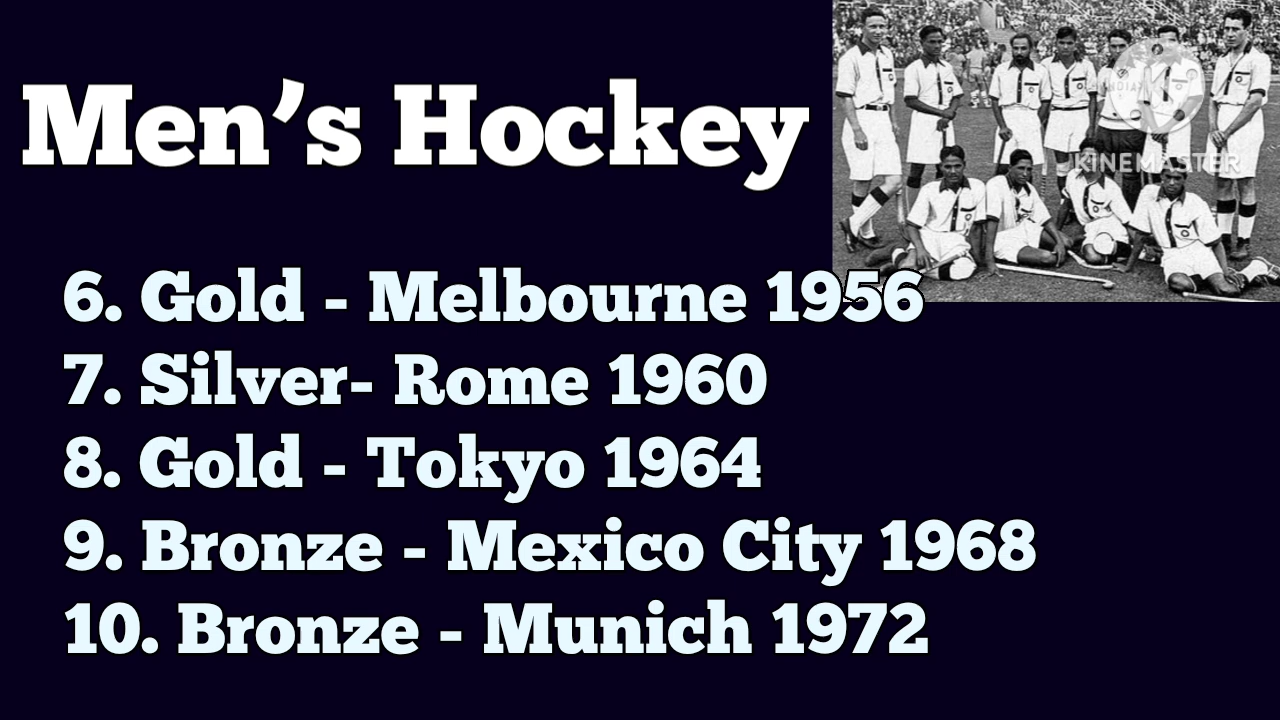 Men's Hockey
KINEMASTER
6. Gold - Melbourne 1956
7. Silver- Rome 1960
8. Gold - Tokyo 1964
9. Bronze - Mexico City 1968
10. Bronze - Munich 1972